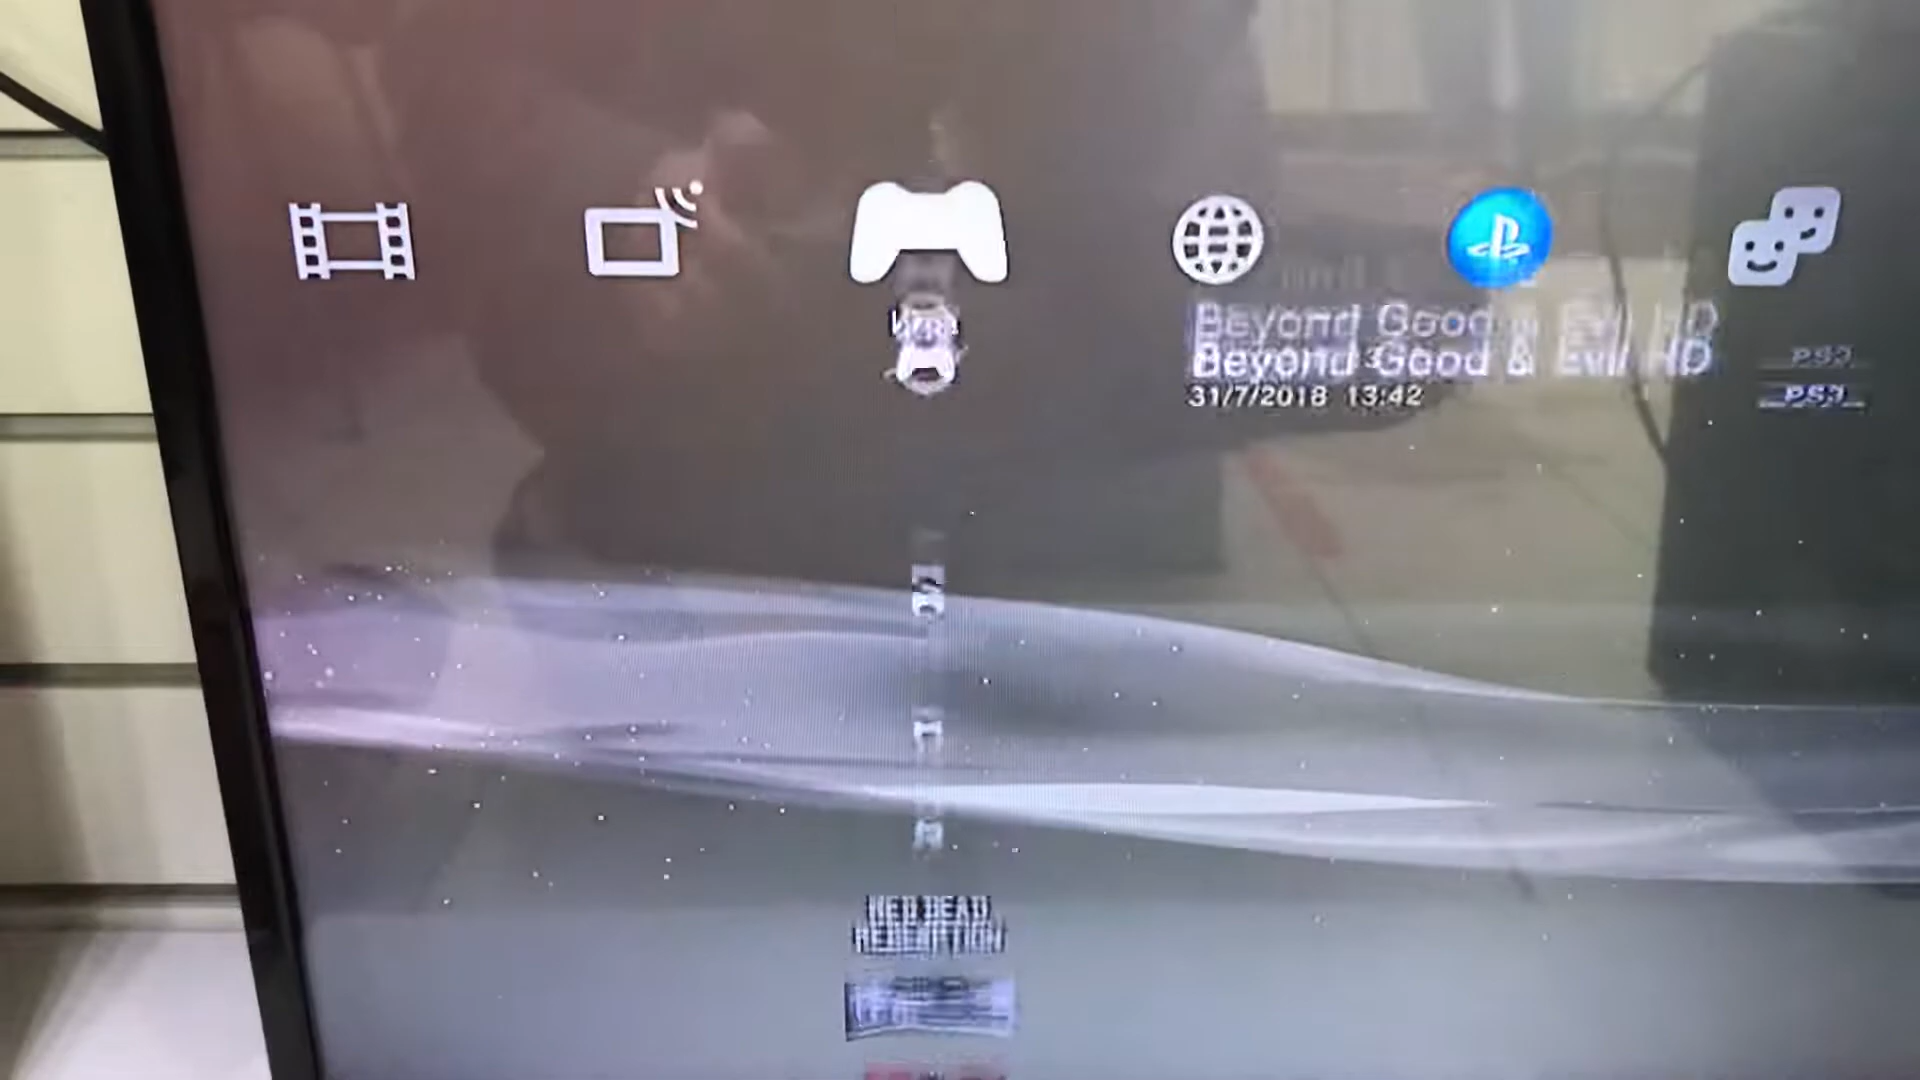 Beyond Good & Evil HD
Beyond Good & Evil HD
31/7/2018 13:42
PS3
PS3
RED DEAD
REDEMPTION